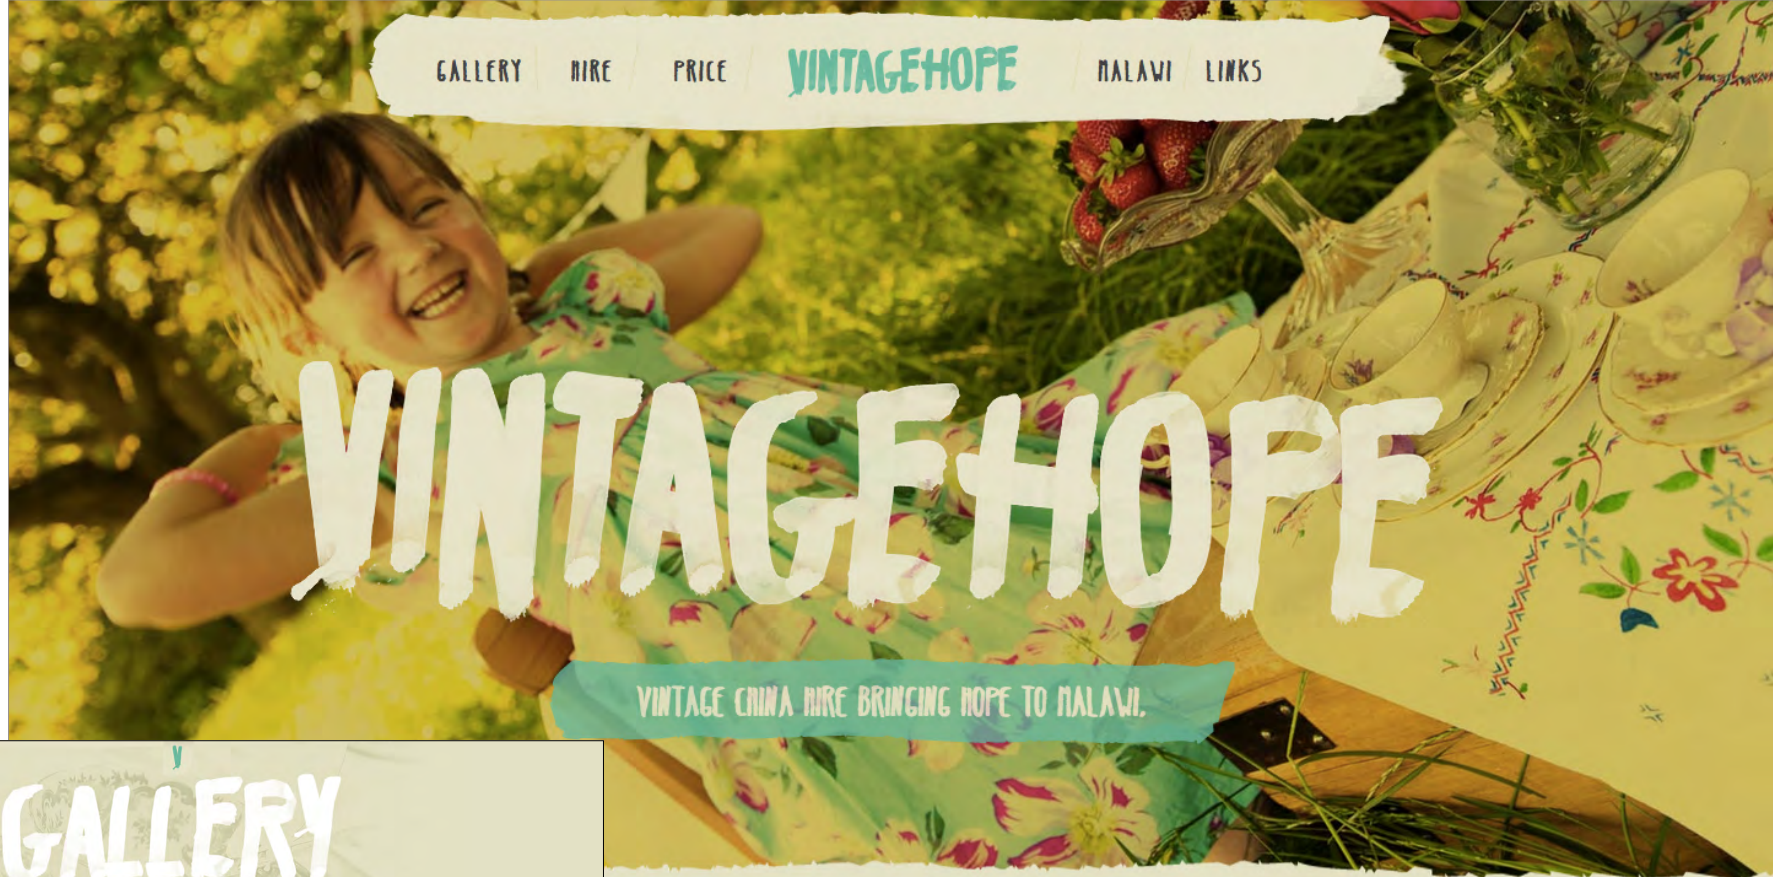 GALLERY HIRE PRICE VINTAGEHOPE MALAWI LINKS
VINTAGEHOPE
VINTAGE CHINA HIRE BRINGING HOPE TO MALAWI.
V
GALLERY